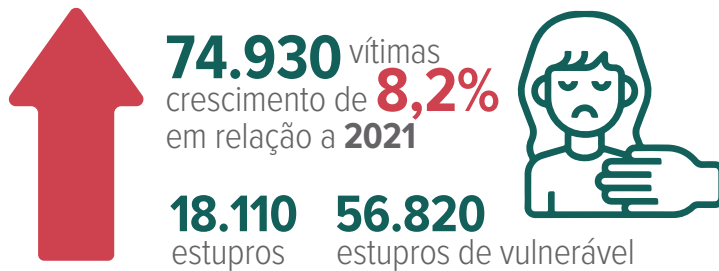 74.930 vítimas
crescimento de 8,2%
em relação a 2021
18.110 56.820
estupros estupros de vulnerável